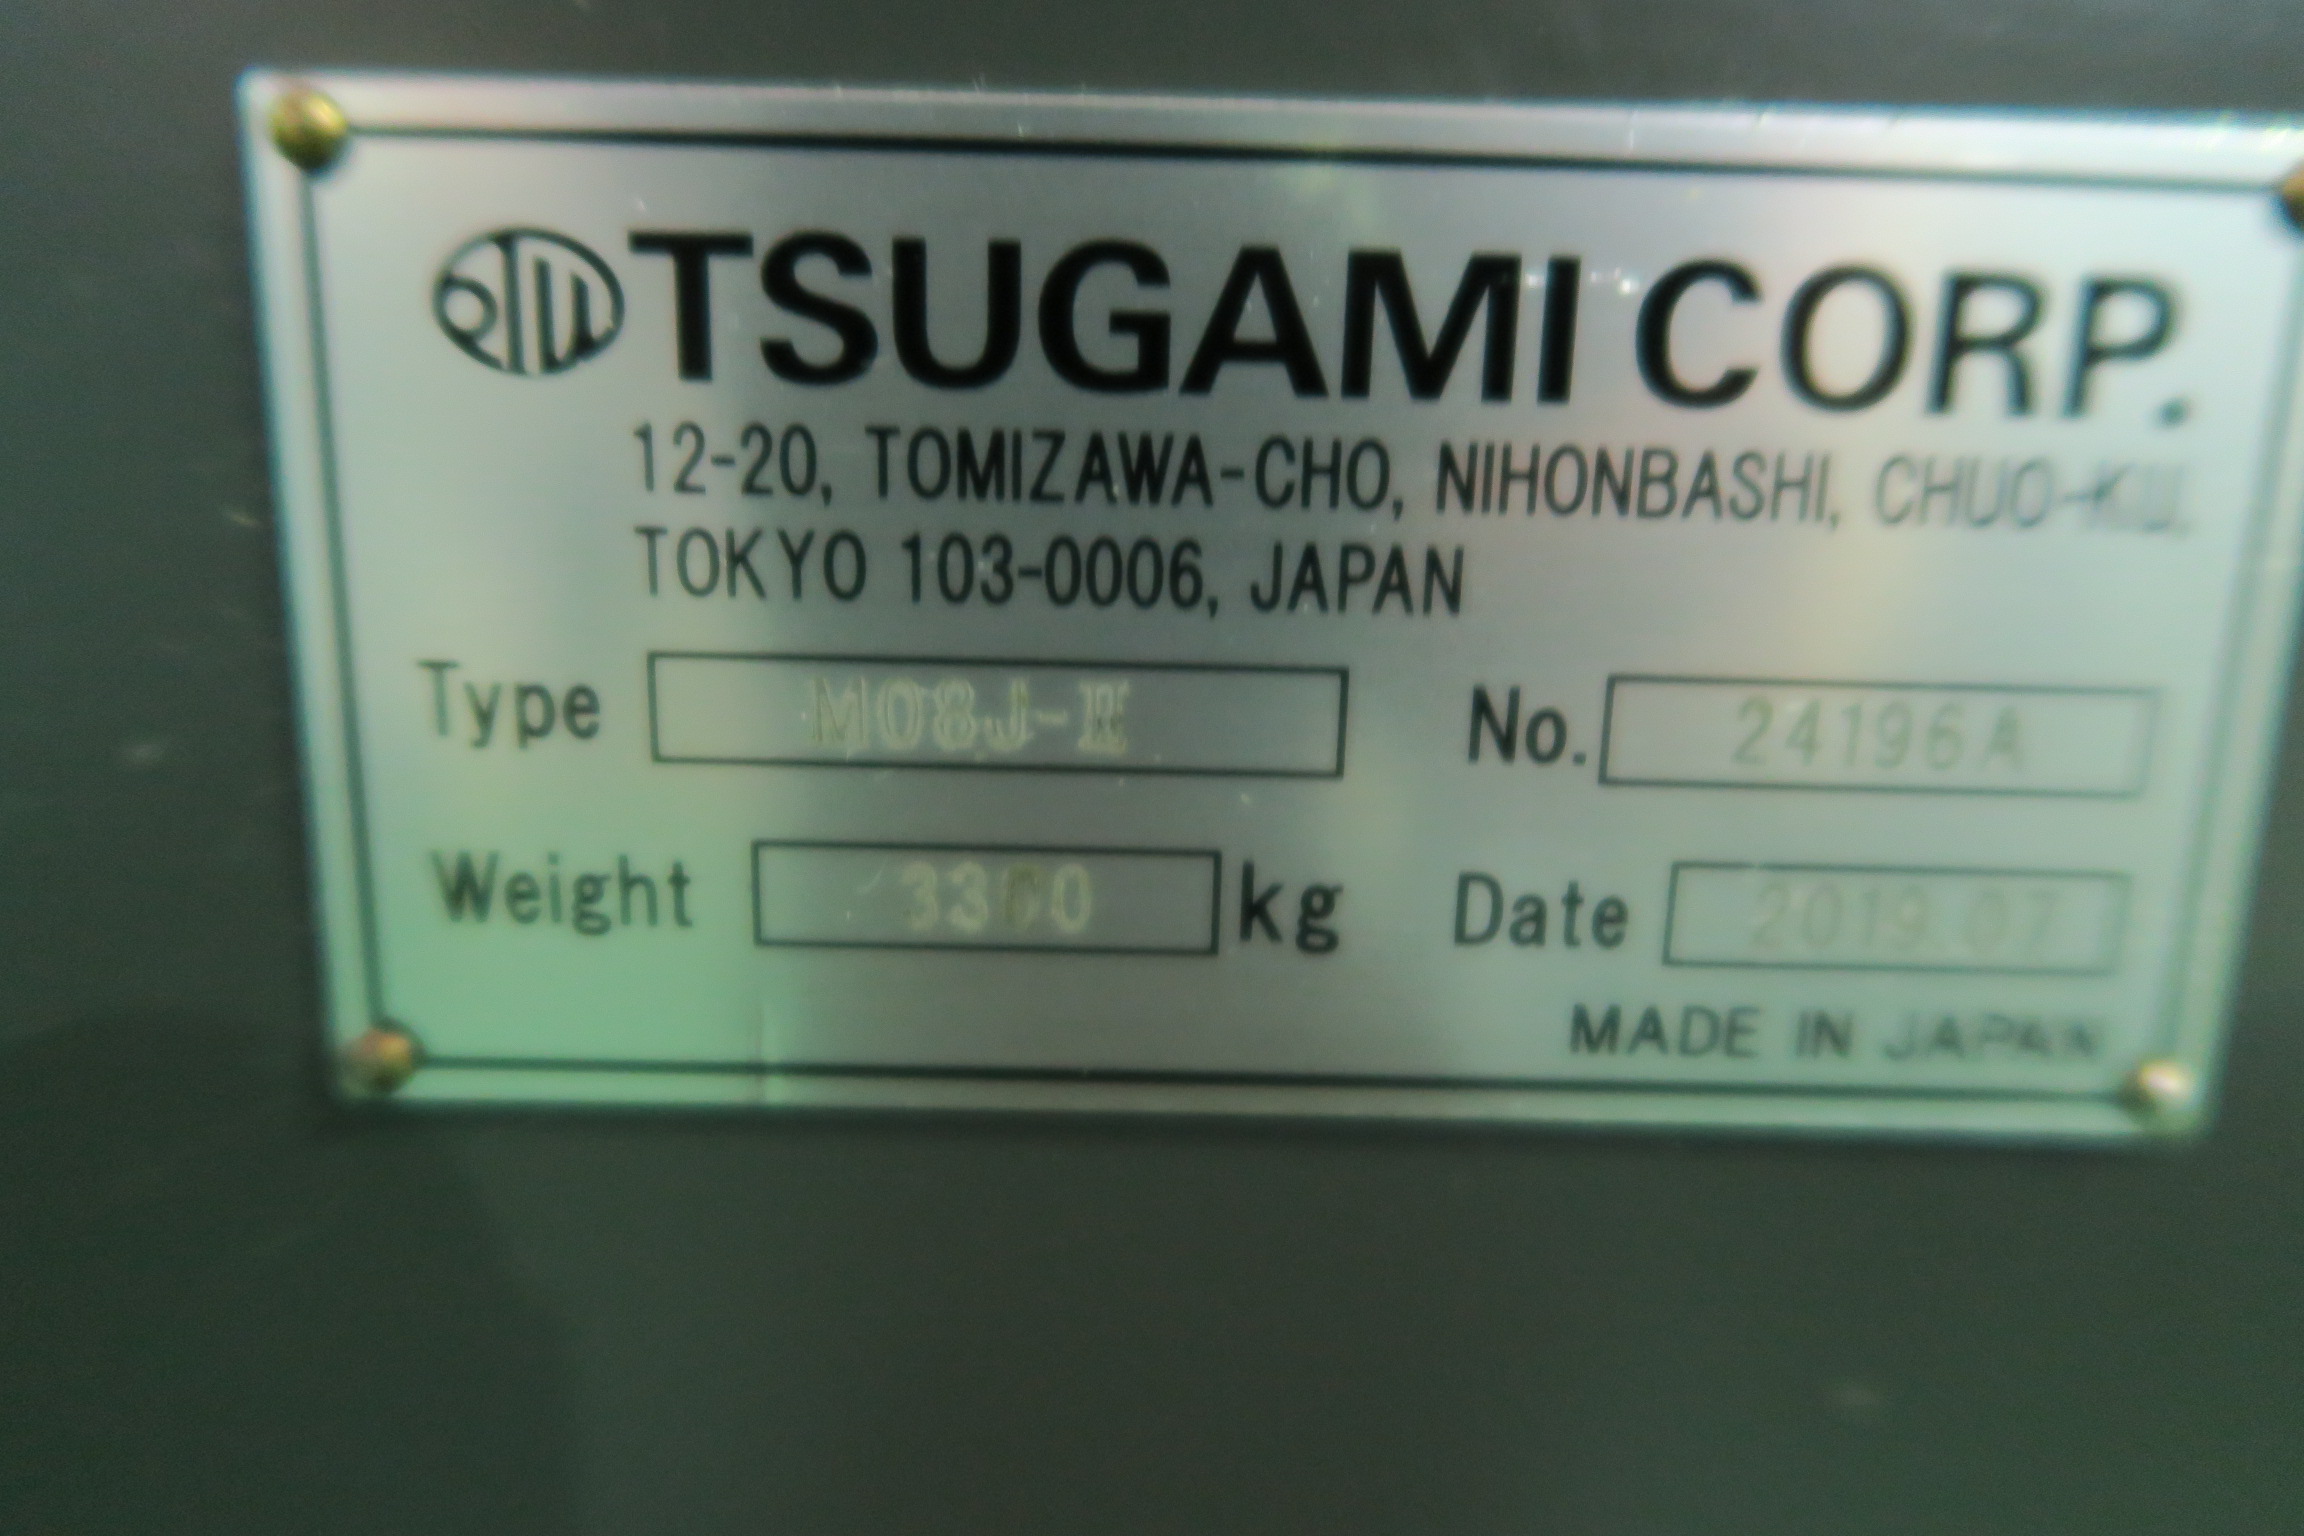 TSUGAMI CORP.
12-20, TOMIZAWA-CHO, NIHONBASHI, CHUO-KU,
TOKYO 103-0006, JAPAN
Type M08J-Ⅱ No. 24196A
Weight 3300 kg Date 2019.07
MADE IN JAPAN